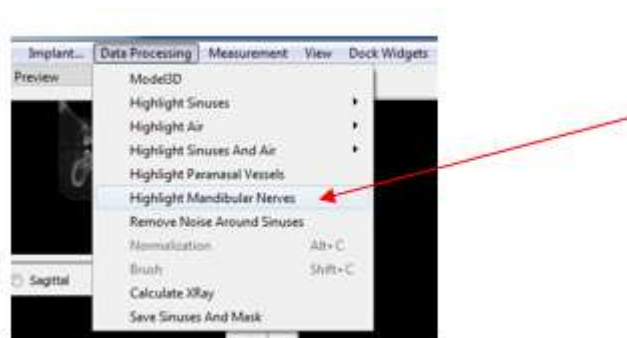 Implant... Data Processing Measurement View Dock Widgets
Preview
Model3D
Highlight Sinuses
Highlight Air
Highlight Sinuses And Air
Highlight Paranasal Vessels
Highlight Mandibular Nerves
Remove Noise Around Sinuses
Normalization Alt+C
Brush Shift+C
Sagittal
Calculate XRay
Save Sinuses And Mask